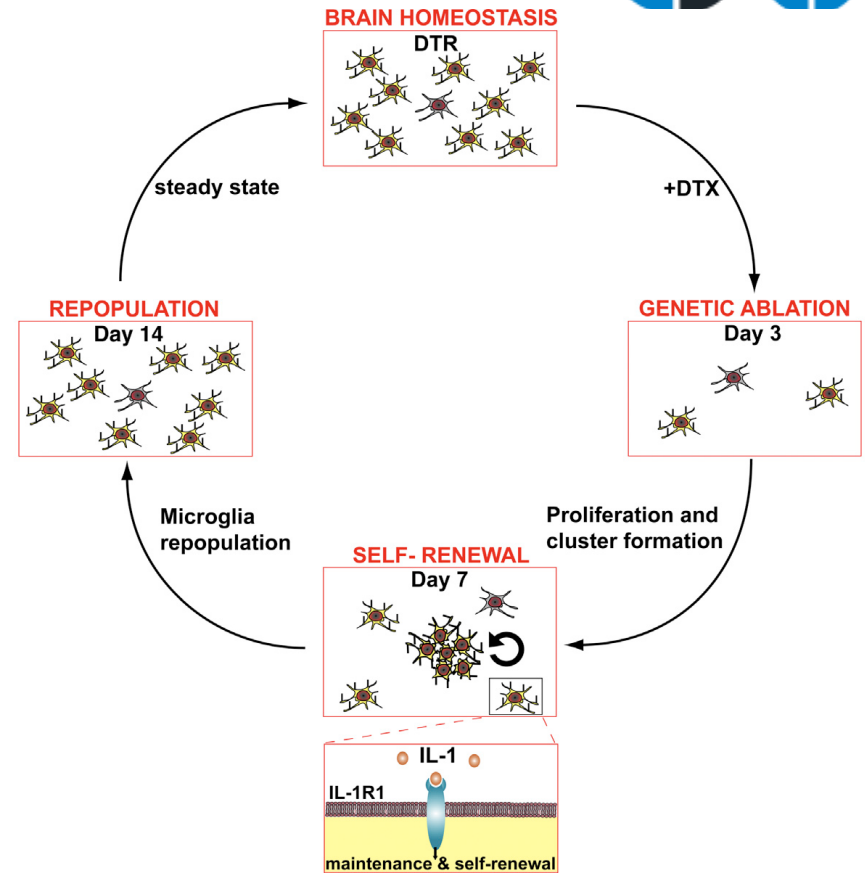 BRAIN HOMEOSTASIS
DTR
steady state
+DTX
REPOPULATION
Day 14
GENETIC ABLATION
Day 3
Microglia
repopulation
Proliferation and
cluster formation
SELF- RENEWAL
Day 7
IL-1
IL-1R1
maintenance & self-renewal